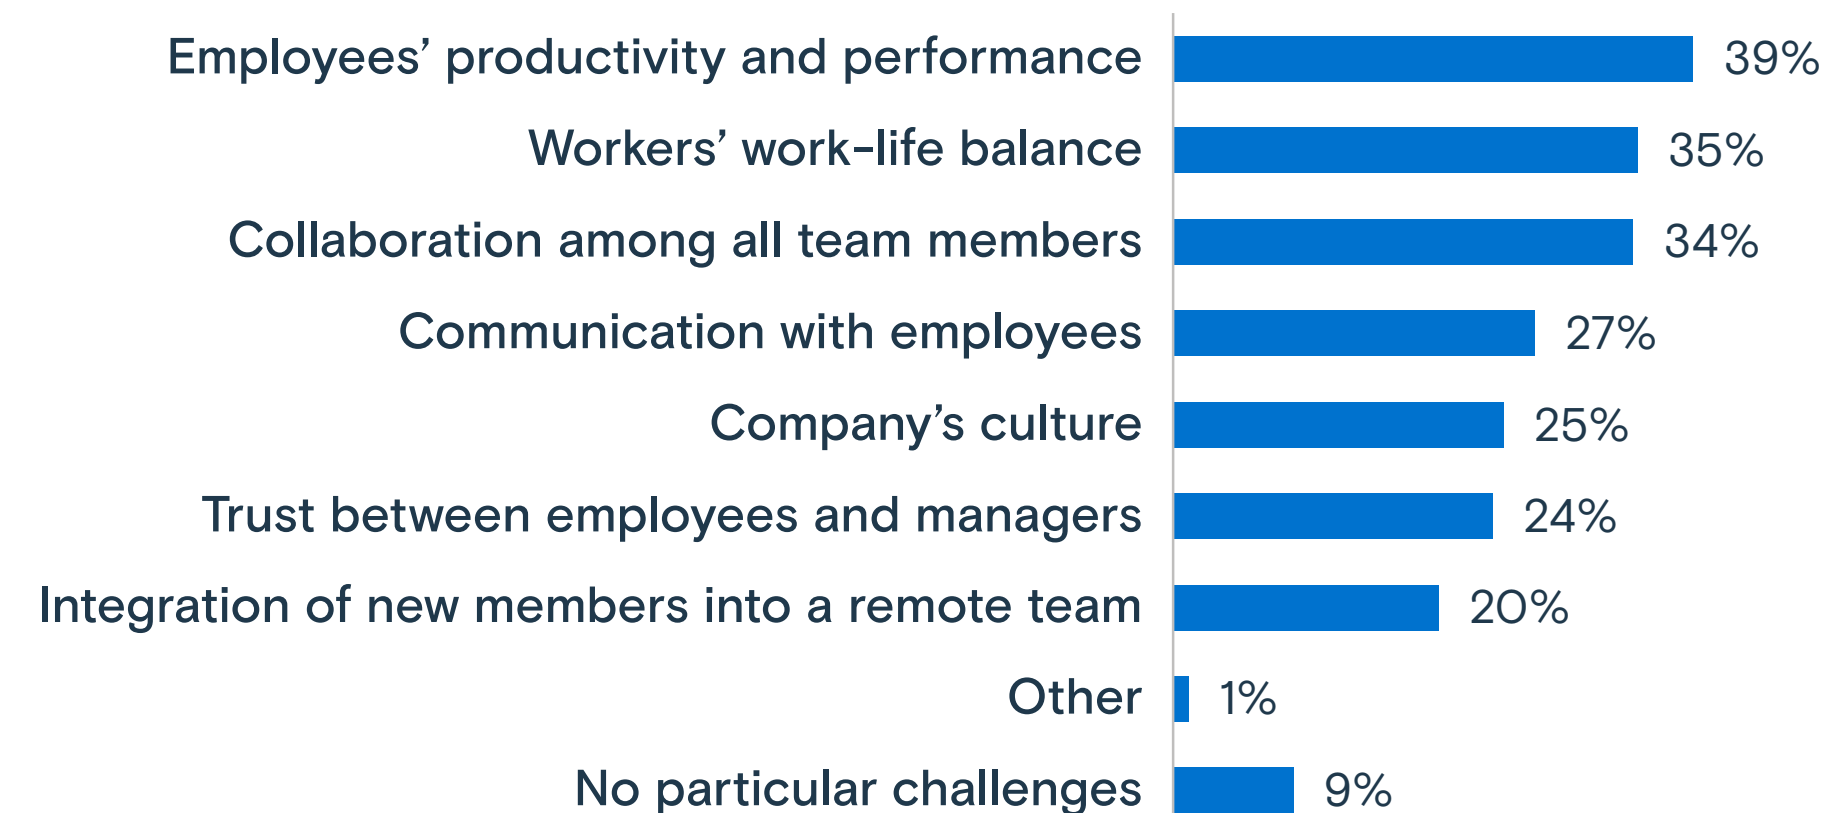 Employees’ productivity and performance 39%
Workers’ work-life balance 35%
Collaboration among all team members 34%
Communication with employees 27%
Company’s culture 25%
Trust between employees and managers 24%
Integration of new members into a remote team 20%
Other 1%
No particular challenges 9%